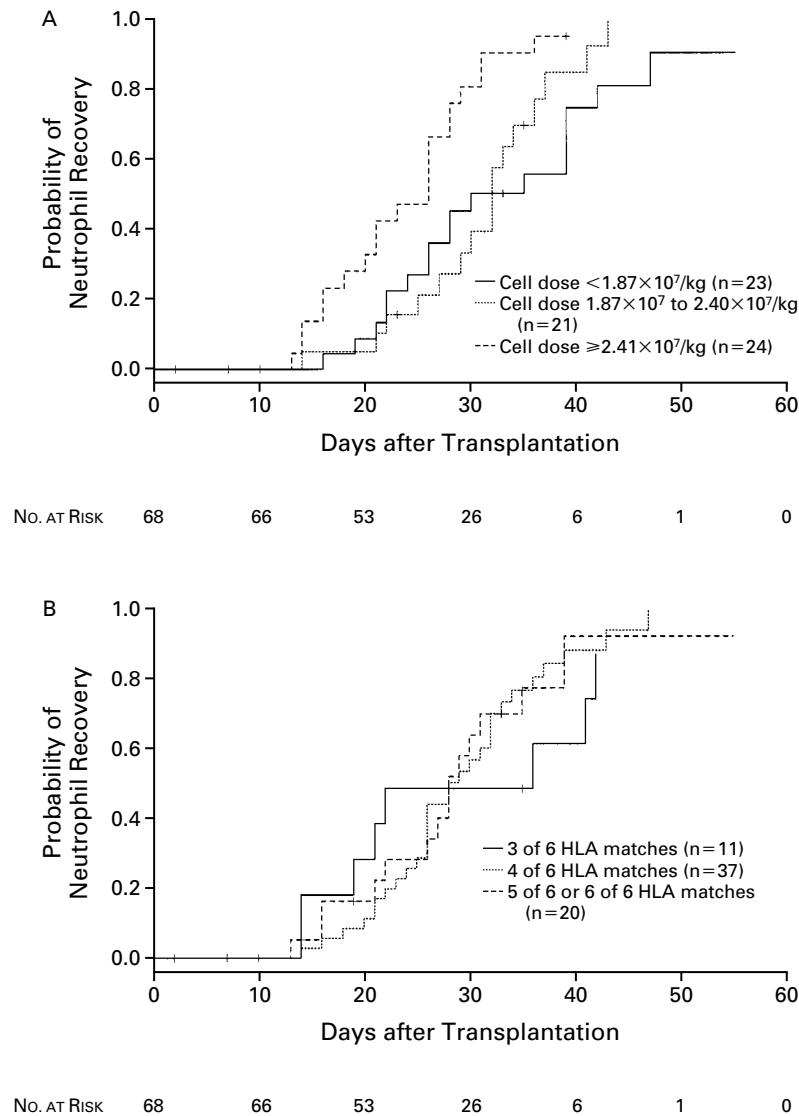 A
1.0
0.8
0.6
0.4
0.2
0.0
Probability of
Neutrophil Recovery
Cell dose <1.87×10⁷/kg (n=23)
Cell dose 1.87×10⁷ to 2.40×10⁷/kg
(n=21)
Cell dose ≥2.41×10⁷/kg (n=24)
0 10 20 30 40 50 60
Days after Transplantation
NO. AT RISK 68 66 53 26 6 1 0
B
1.0
0.8
0.6
0.4
0.2
0.0
Probability of
Neutrophil Recovery
3 of 6 HLA matches (n=11)
4 of 6 HLA matches (n=37)
5 of 6 or 6 of 6 HLA matches
(n=20)
0 10 20 30 40 50 60
Days after Transplantation
NO. AT RISK 68 66 53 26 6 1 0